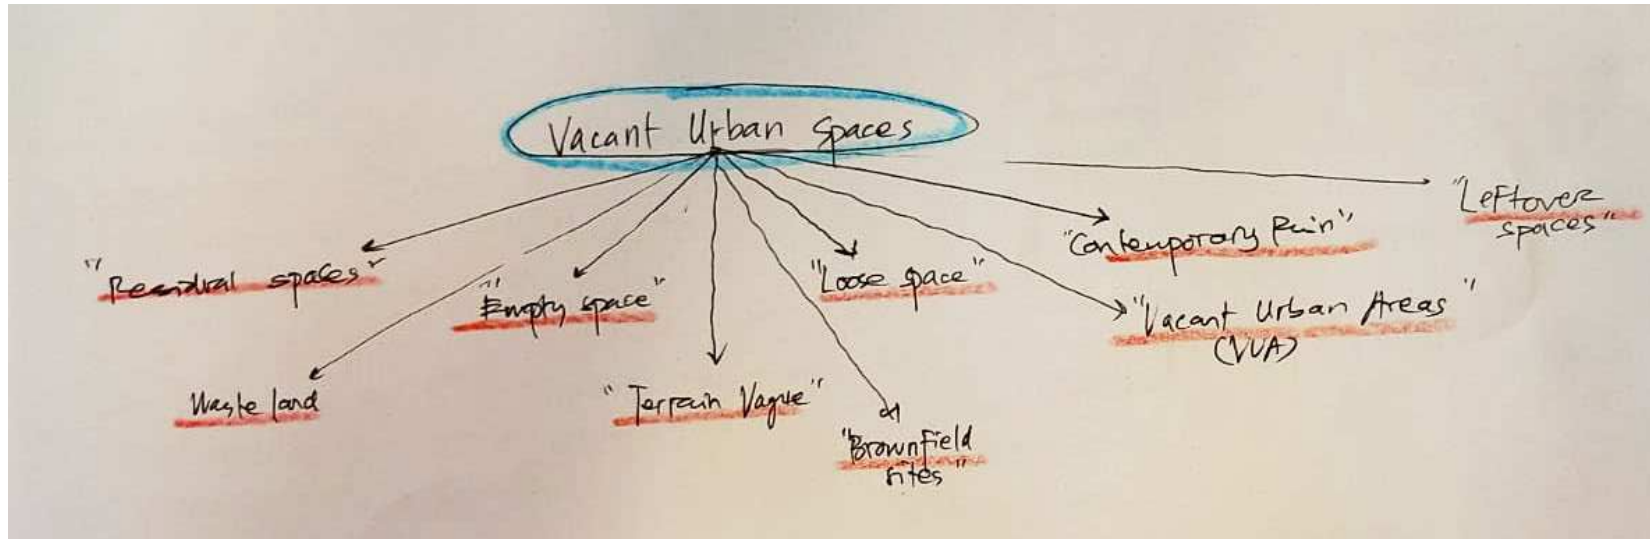 Vacant Urban Spaces
"Leftover
spaces"
"Contemporary Ruin"
"Residual spaces"
"Loose space"
"Empty space"
"Vacant Urban Areas"
(VUA)
Waste land
"Terrain Vague"
"Brownfield
sites"